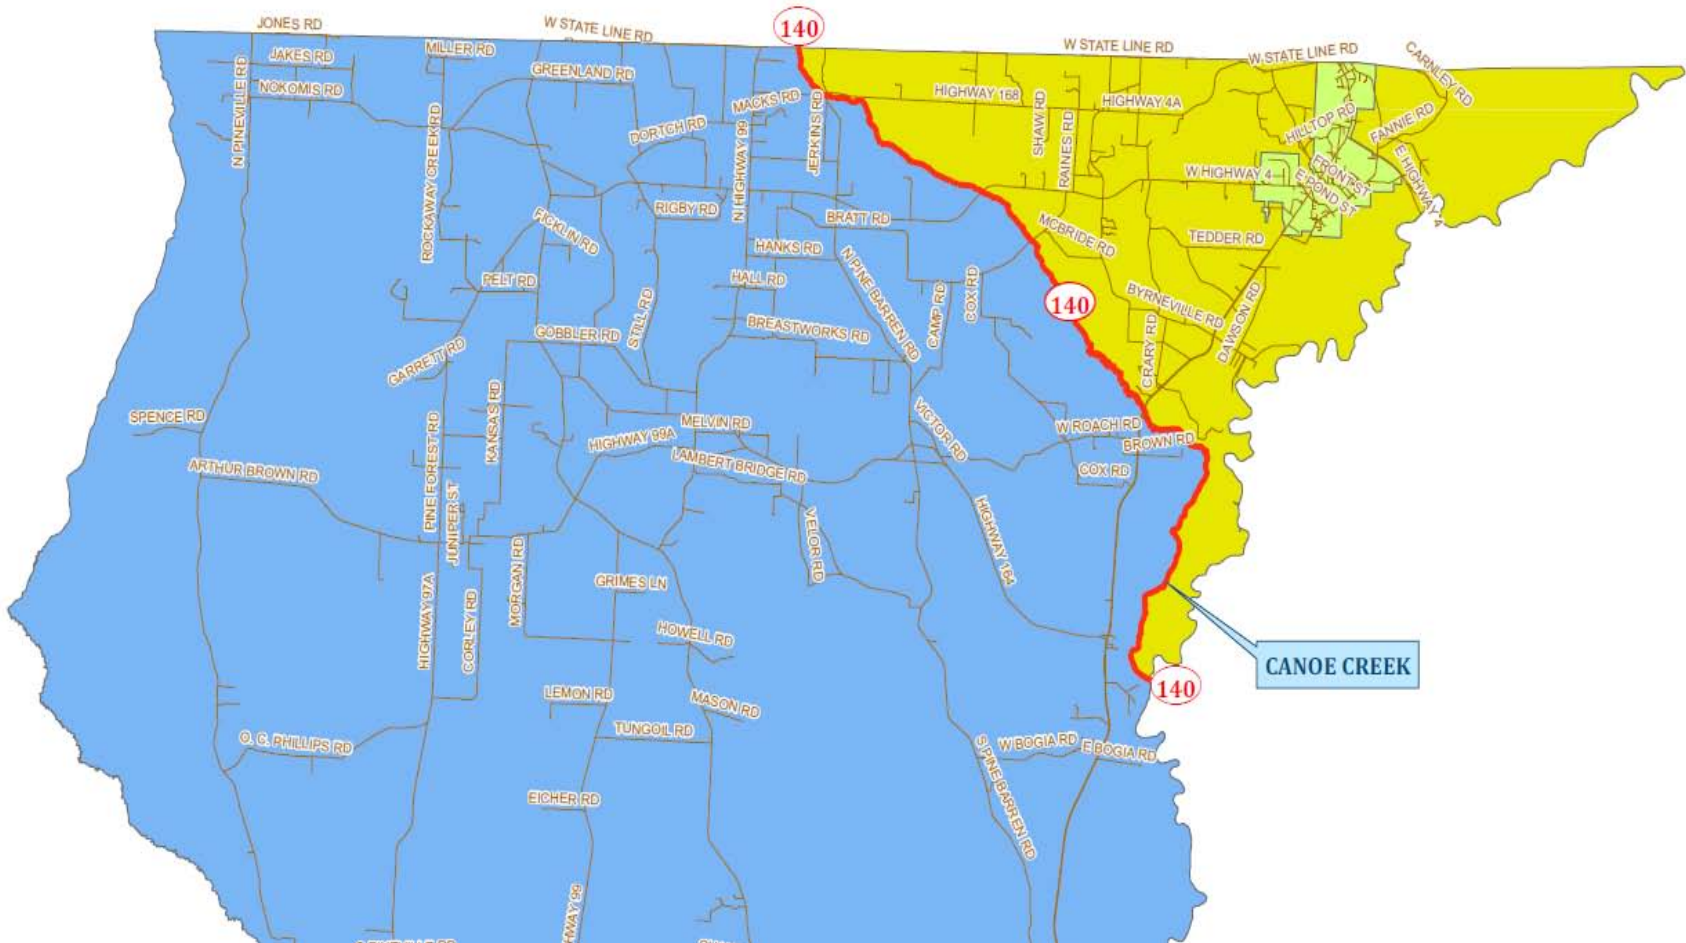 JONES RD
W STATE LINE RD
140
W STATE LINE RD
W STATE LINE RD
CARNLEY RD
JAKES RD
MILLER RD
GREENLAND RD
NOKOMIS RD
N PINEVILLE RD
MACKS RD
HIGHWAY 168
HIGHWAY 4A
ROCKAWAY CREEK RD
DORTCH RD
N HIGHWAY 99
JERKINS RD
SHAW RD
RAINES RD
HILLTOP RD
FANNIE RD
W HIGHWAY 4
FRONT ST
E POND ST
E HIGHWAY 4
FICKLIN RD
RIGBY RD
BRATT RD
MCBRIDE RD
TEDDER RD
HANKS RD
N PINE BARREN RD
PELT RD
HALL RD
CAMP RD
COX RD
140
BYRNEVILLE RD
DAWSON RD
STILL RD
GOBBLER RD
BREASTWORKS RD
CRARY RD
GARRETT RD
KANSAS RD
SPENCE RD
PINE FOREST RD
MELVIN RD
HIGHWAY 99A
VICTOR RD
W ROACH RD
BROWN RD
ARTHUR BROWN RD
LAMBERT BRIDGE RD
COX RD
JUNIPER ST
VELOR RD
HIGHWAY 164
MORGAN RD
GRIMES LN
HIGHWAY 97A
CORLEY RD
HOWELL RD
CANOE CREEK
140
LEMON RD
MASON RD
TUNGOIL RD
O. C. PHILLIPS RD
W BOGIA RD
E BOGIA RD
S PINE BARREN RD
EICHER RD
HWAY 99